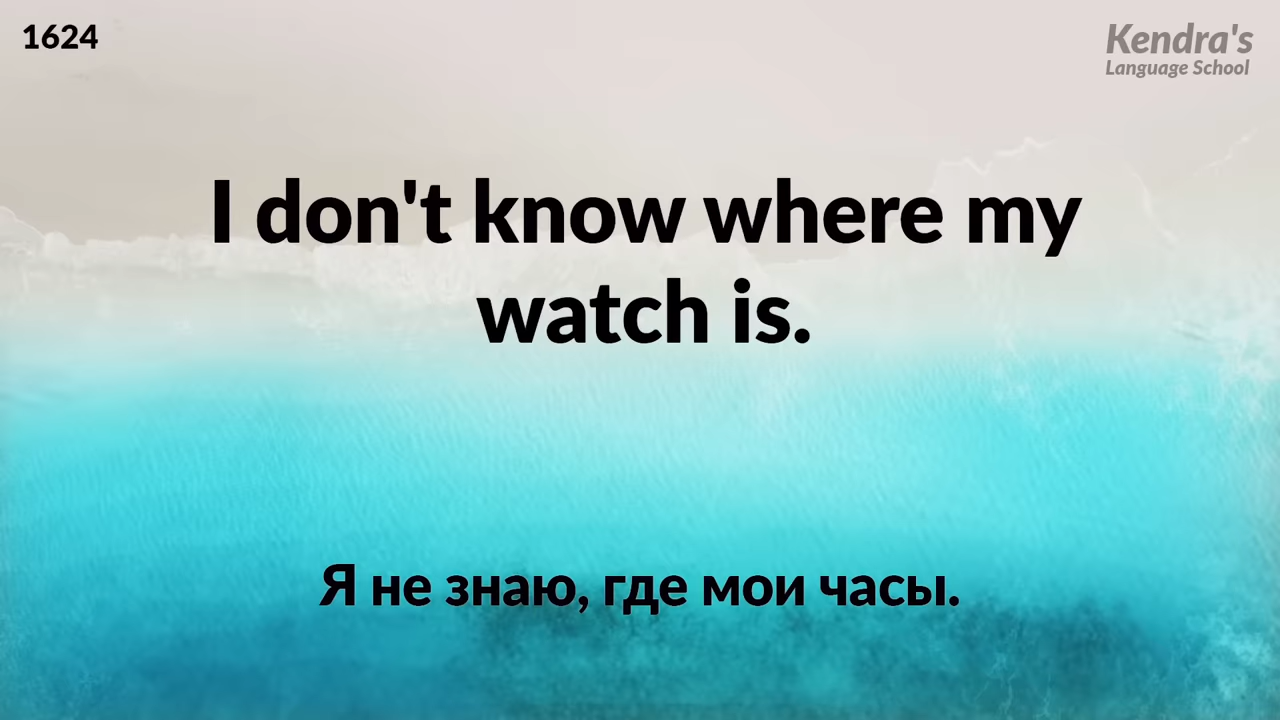 1624
Kendra's
Language School
I don't know where my
watch is.
Я не знаю, где мои часы.